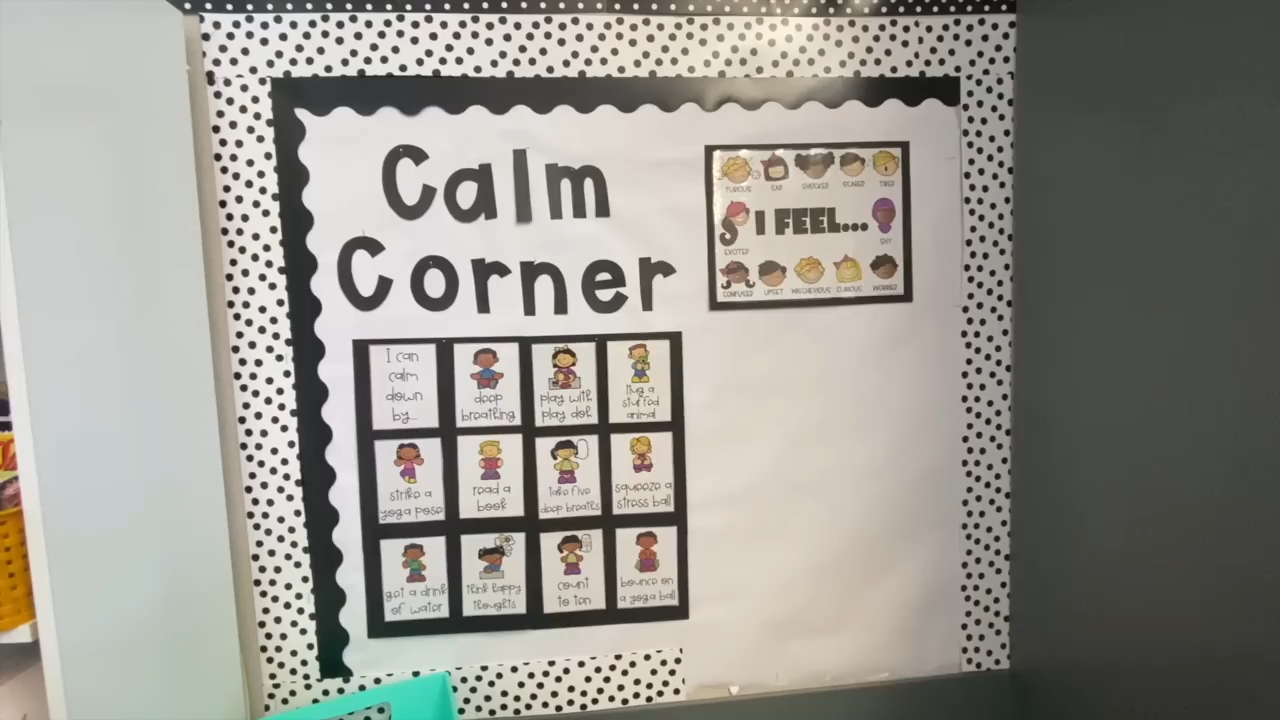 Calm
Corner
FURIOUS SAD SHOCKED SCARED TIRED
I FEEL...
EXCITED
SHY
CONFUSED UPSET MISCHIEVIOUS CURIOUS WORRIED
I can
calm
down
by...
deep
breathing
play with
play doh
Hug a
stuffed
animal
strike a
yoga pose
read a
book
take five
deep breaths
squeeze a
stress ball
get a drink
of water
think happy
thoughts
count
to ten
bounce on
a yoga ball